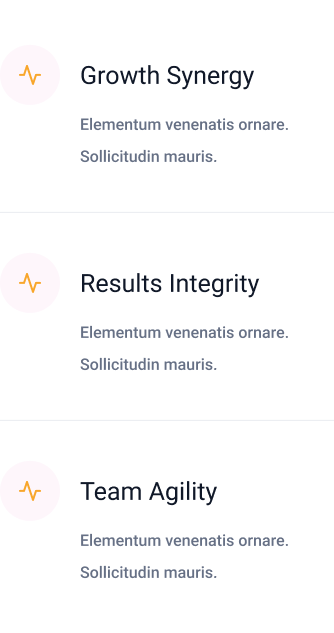 Growth Synergy
Elementum venenatis ornare.
Sollicitudin mauris.
Results Integrity
Elementum venenatis ornare.
Sollicitudin mauris.
Team Agility
Elementum venenatis ornare.
Sollicitudin mauris.